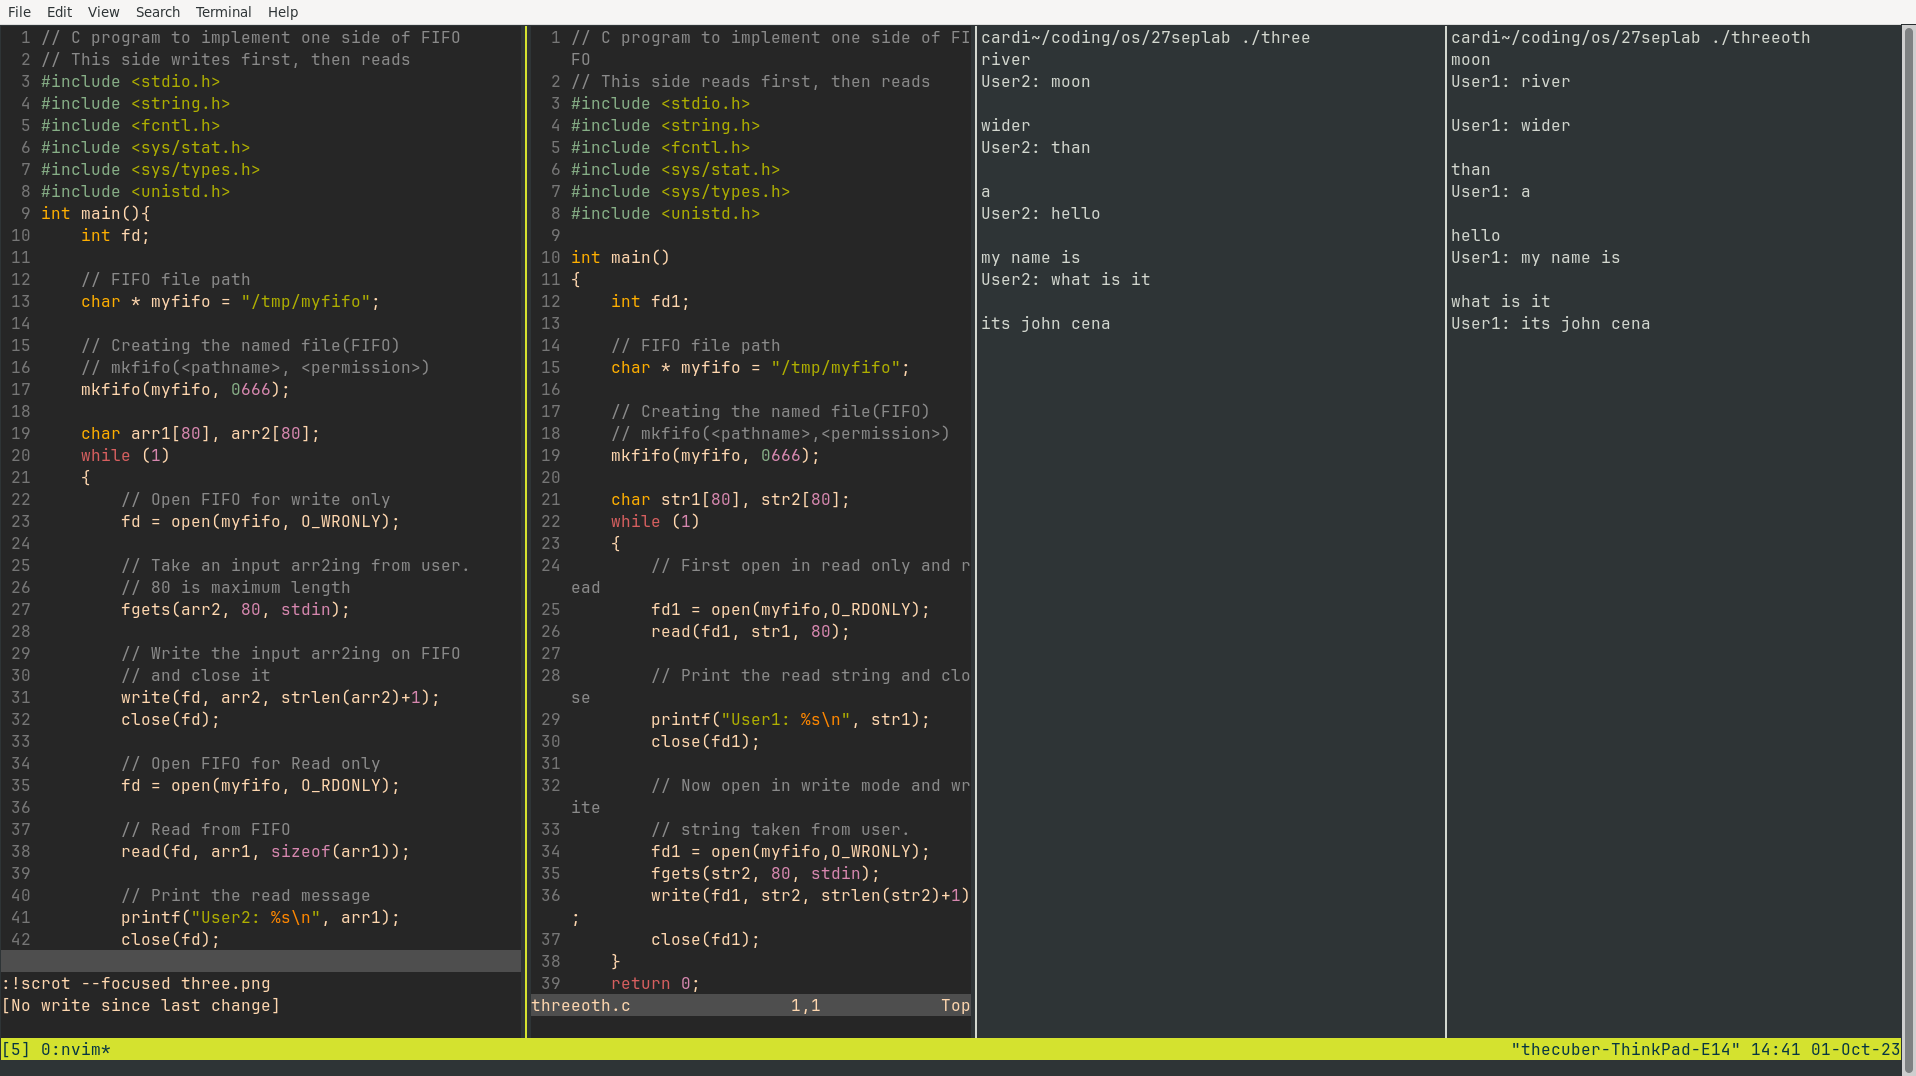 File Edit View Search Terminal Help
1 // C program to implement one side of FIFO
2 // This side writes first, then reads
3 #include <stdio.h>
4 #include <string.h>
5 #include <fcntl.h>
6 #include <sys/stat.h>
7 #include <sys/types.h>
8 #include <unistd.h>
9 int main(){
10 int fd;
11
12 // FIFO file path
13 char * myfifo = "/tmp/myfifo";
14
15 // Creating the named file(FIFO)
16 // mkfifo(<pathname>, <permission>)
17 mkfifo(myfifo, 0666);
18
19 char arr1[80], arr2[80];
20 while (1)
21 {
22 // Open FIFO for write only
23 fd = open(myfifo, O_WRONLY);
24
25 // Take an input arr2ing from user.
26 // 80 is maximum length
27 fgets(arr2, 80, stdin);
28
29 // Write the input arr2ing on FIFO
30 // and close it
31 write(fd, arr2, strlen(arr2)+1);
32 close(fd);
33
34 // Open FIFO for Read only
35 fd = open(myfifo, O_RDONLY);
36
37 // Read from FIFO
38 read(fd, arr1, sizeof(arr1));
39
40 // Print the read message
41 printf("User2: %s\n", arr1);
42 close(fd);
:!scrot --focused three.png
[No write since last change]
1 // C program to implement one side of FI
FO
2 // This side reads first, then reads
3 #include <stdio.h>
4 #include <string.h>
5 #include <fcntl.h>
6 #include <sys/stat.h>
7 #include <sys/types.h>
8 #include <unistd.h>
9
10 int main()
11 {
12 int fd1;
13
14 // FIFO file path
15 char * myfifo = "/tmp/myfifo";
16
17 // Creating the named file(FIFO)
18 // mkfifo(<pathname>,<permission>)
19 mkfifo(myfifo, 0666);
20
21 char str1[80], str2[80];
22 while (1)
23 {
24 // First open in read only and r
ead
25 fd1 = open(myfifo,O_RDONLY);
26 read(fd1, str1, 80);
27
28 // Print the read string and clo
se
29 printf("User1: %s\n", str1);
30 close(fd1);
31
32 // Now open in write mode and wr
ite
33 // string taken from user.
34 fd1 = open(myfifo,O_WRONLY);
35 fgets(str2, 80, stdin);
36 write(fd1, str2, strlen(str2)+1)
;
37 close(fd1);
38 }
39 return 0;
threeoth.c 1,1 Top
cardi~/coding/os/27seplab ./three
river
User2: moon
wider
User2: than
a
User2: hello
my name is
User2: what is it
its john cena
cardi~/coding/os/27seplab ./threeoth
moon
User1: river
User1: wider
than
User1: a
hello
User1: my name is
what is it
User1: its john cena
[5] 0:nvim* "thecuber-ThinkPad-E14" 14:41 01-Oct-23